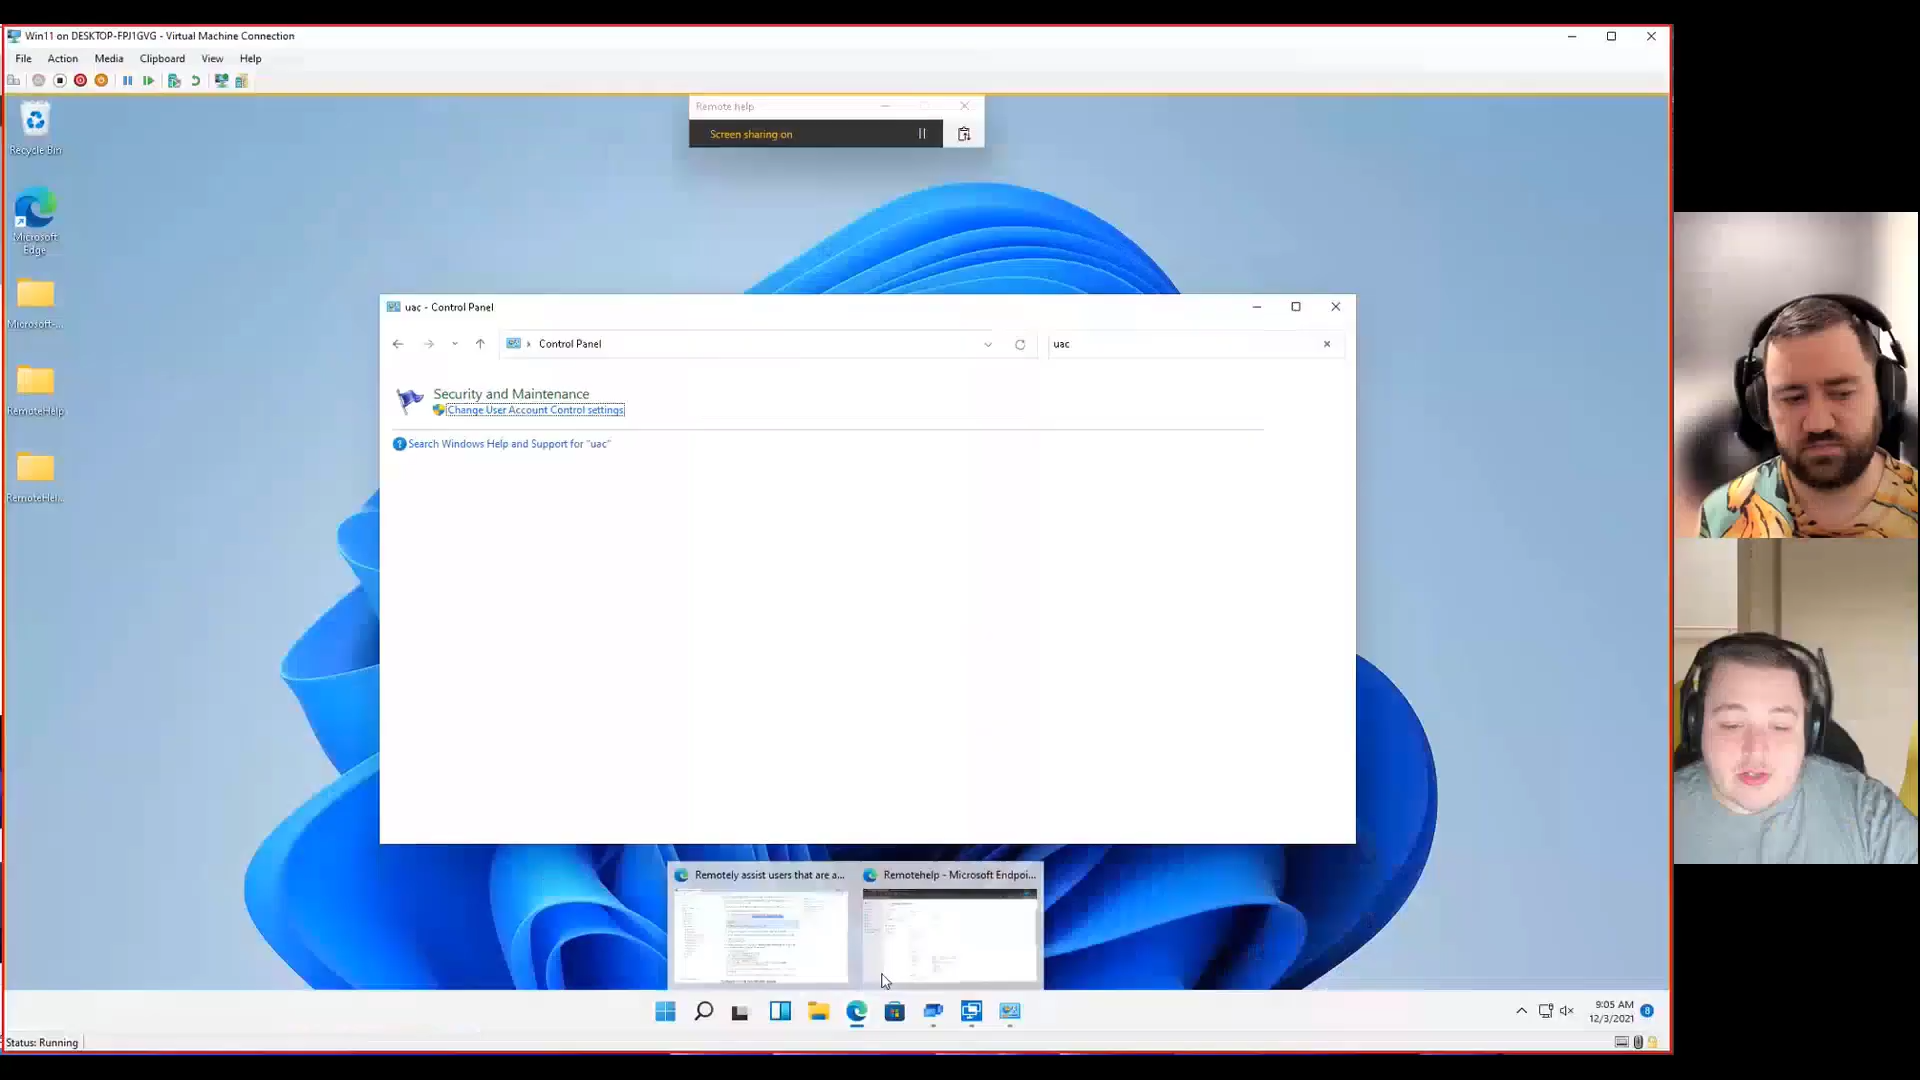 Win11 on DESKTOP-FPJ1GVG - Virtual Machine Connection
File Action Media Clipboard View Help
Remote help
Screen sharing on
Recycle Bin
Microsoft
Edge
Microsoft-...
RemoteHelp
RemoteHel...
uac - Control Panel
Control Panel
uac
Security and Maintenance
Change User Account Control settings
Search Windows Help and Support for "uac"
Remotely assist users that are a...
Remotehelp - Microsoft Endpoi...
9:05 AM
12/3/2021
8
Status: Running